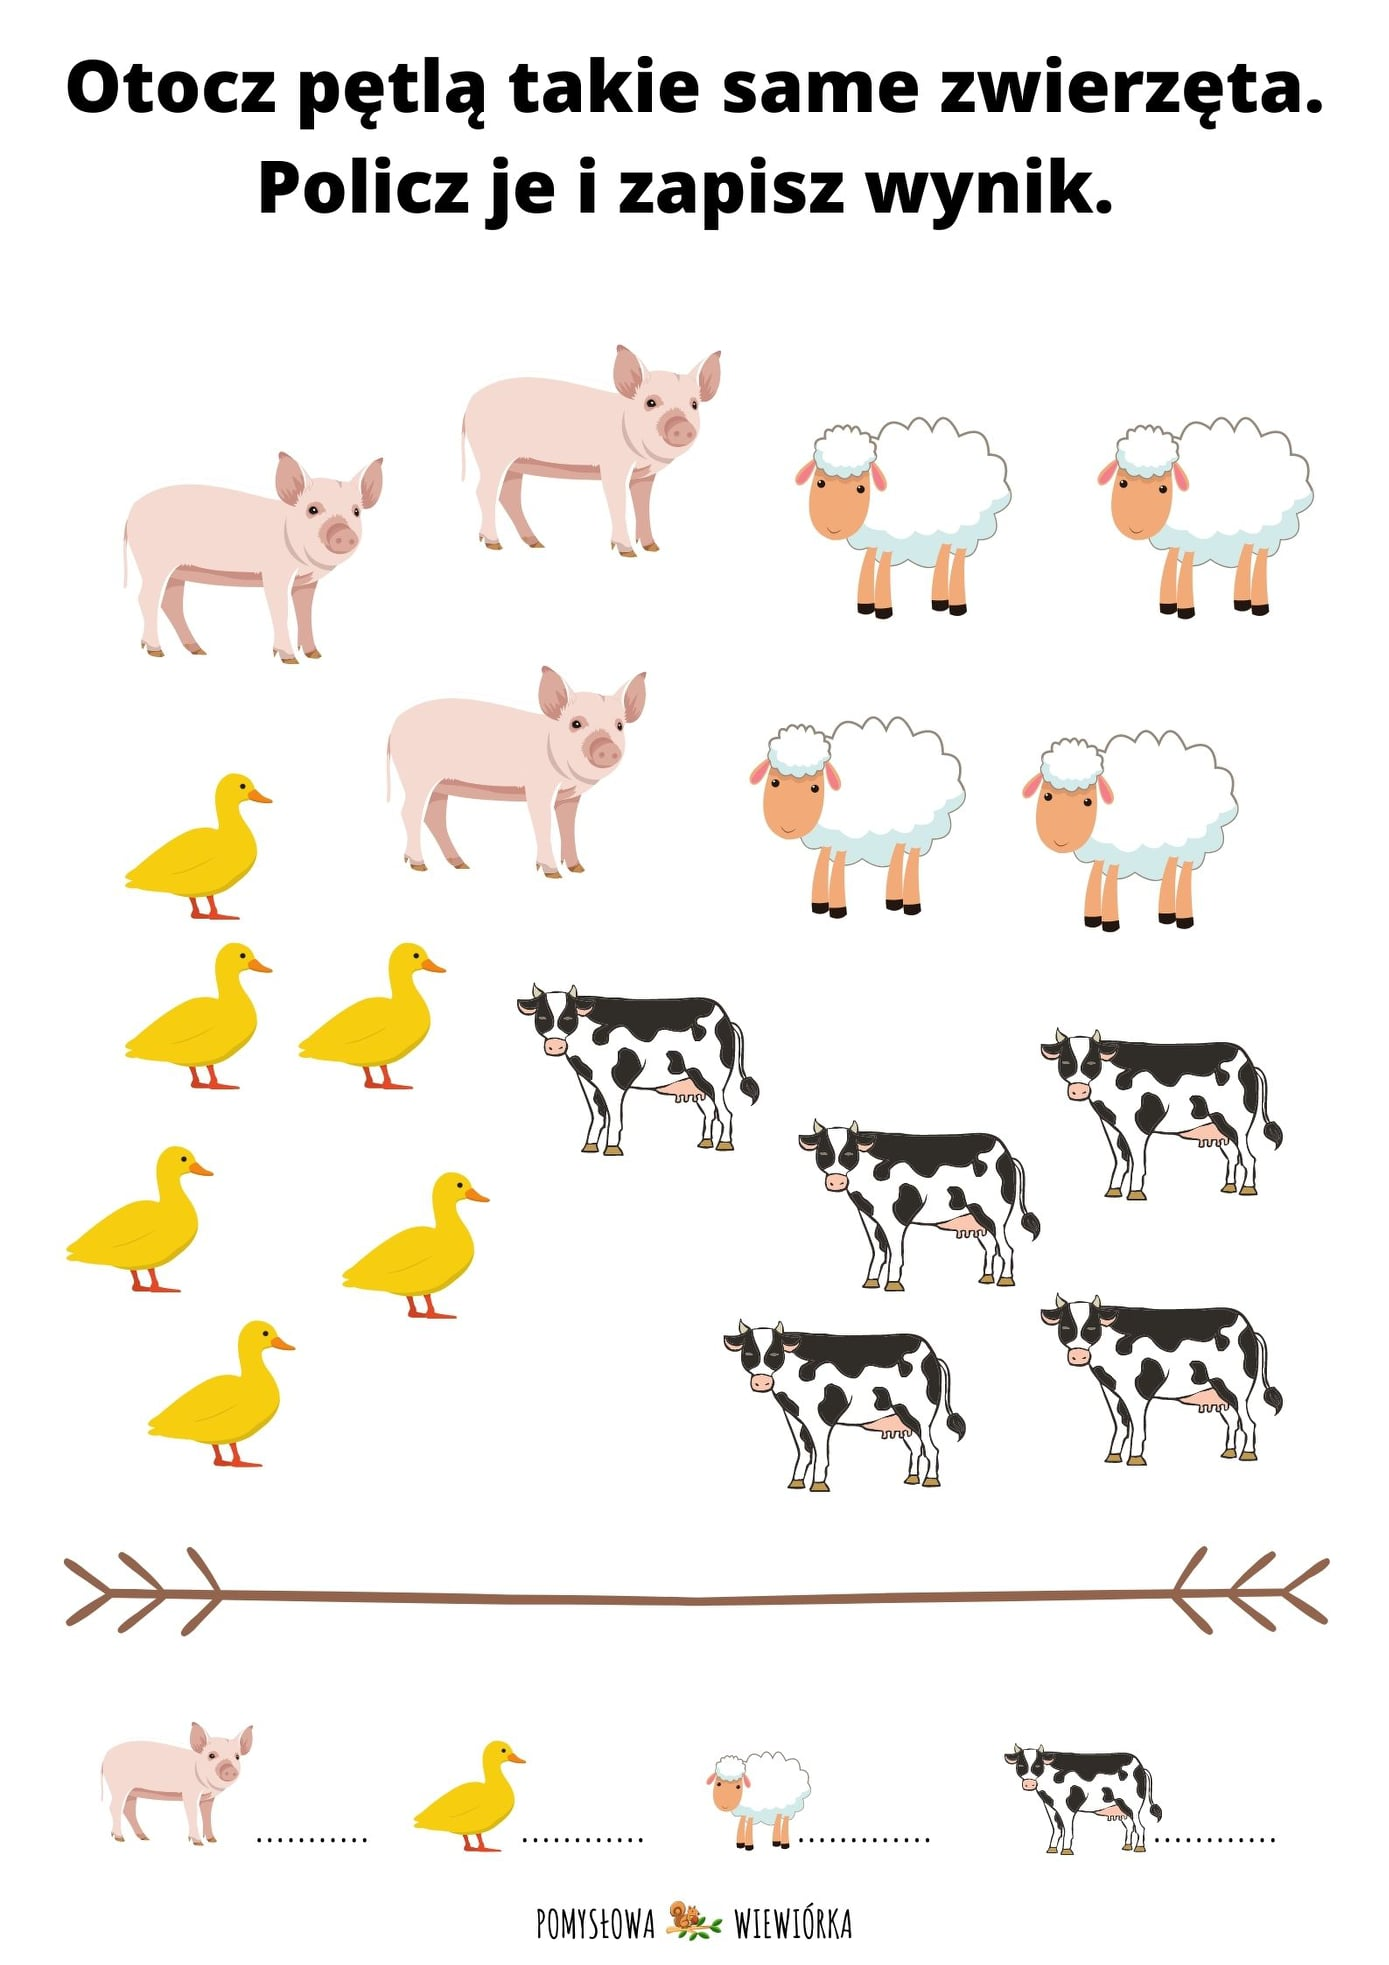 Otocz pętlą takie same zwierzęta.
Policz je i zapisz wynik.
........... ............ ............. ............
POMYSŁOWA WIEWIÓRKA